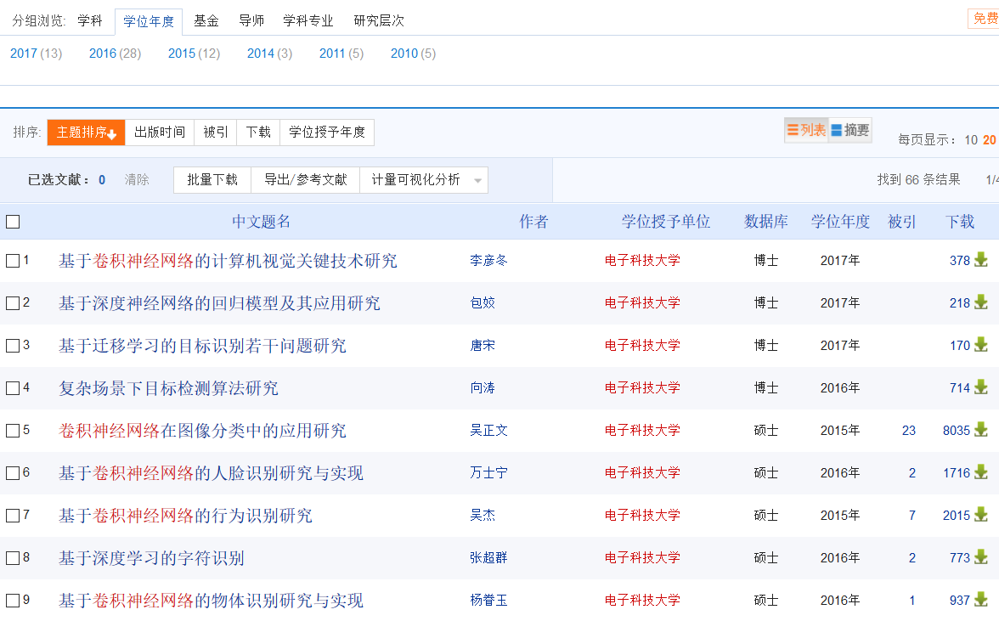 分组浏览: 学科 学位年度 基金 导师 学科专业 研究层次 免费
2017 (13) 2016 (28) 2015 (12) 2014 (3) 2011 (5) 2010 (5)
排序: 主题排序 出版时间 被引 下载 学位授予年度 列表 摘要 每页显示: 10 20
已选文献: 0 清除 批量下载 导出/参考文献 计量可视化分析 找到 66 条结果 1/4
中文题名 作者 学位授予单位 数据库 学位年度 被引 下载
1 基于卷积神经网络的计算机视觉关键技术研究 李彦冬 电子科技大学 博士 2017年 378
2 基于深度神经网络的回归模型及其应用研究 包姣 电子科技大学 博士 2017年 218
3 基于迁移学习的目标识别若干问题研究 唐宋 电子科技大学 博士 2017年 170
4 复杂场景下目标检测算法研究 向涛 电子科技大学 博士 2016年 714
5 卷积神经网络在图像分类中的应用研究 吴正文 电子科技大学 硕士 2015年 23 8035
6 基于卷积神经网络的人脸识别研究与实现 万士宁 电子科技大学 硕士 2016年 2 1716
7 基于卷积神经网络的行为识别研究 吴杰 电子科技大学 硕士 2015年 7 2015
8 基于深度学习的字符识别 张超群 电子科技大学 硕士 2016年 2 773
9 基于卷积神经网络的物体识别研究与实现 杨眷玉 电子科技大学 硕士 2016年 1 937